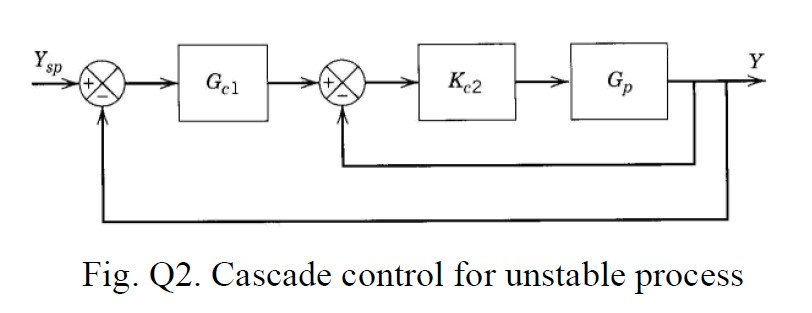 Y_sp
+
−
G_c1
+
−
K_c2
G_p
Y
Fig. Q2. Cascade control for unstable process